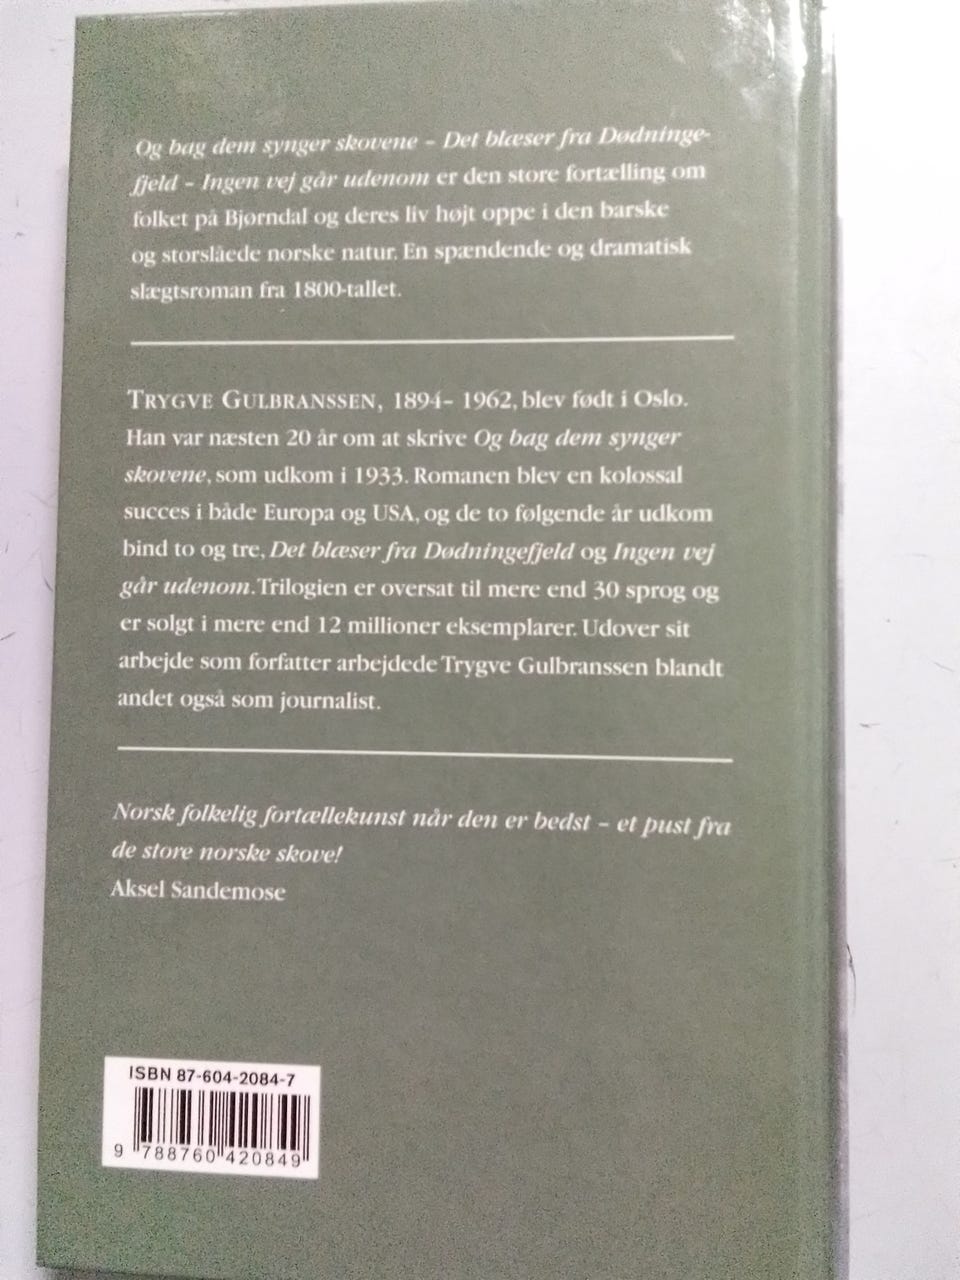 Og bag dem synger skovene – Det blæser fra Dødninge-
fjeld – Ingen vej går udenom er den store fortælling om
folket på Bjørndal og deres liv højt oppe i den barske
og storslåede norske natur. En spændende og dramatisk
slægtsroman fra 1800-tallet.
TRYGVE GULBRANSSEN, 1894– 1962, blev født i Oslo.
Han var næsten 20 år om at skrive Og bag dem synger
skovene, som udkom i 1933. Romanen blev en kolossal
succes i både Europa og USA, og de to følgende år udkom
bind to og tre, Det blæser fra Dødningefjeld og Ingen vej
går udenom. Trilogien er oversat til mere end 30 sprog og
er solgt i mere end 12 millioner eksemplarer. Udover sit
arbejde som forfatter arbejdede Trygve Gulbranssen blandt
andet også som journalist.
Norsk folkelig fortællekunst når den er bedst – et pust fra
de store norske skove!
Aksel Sandemose
ISBN 87-604-2084-7
9 788760 420849